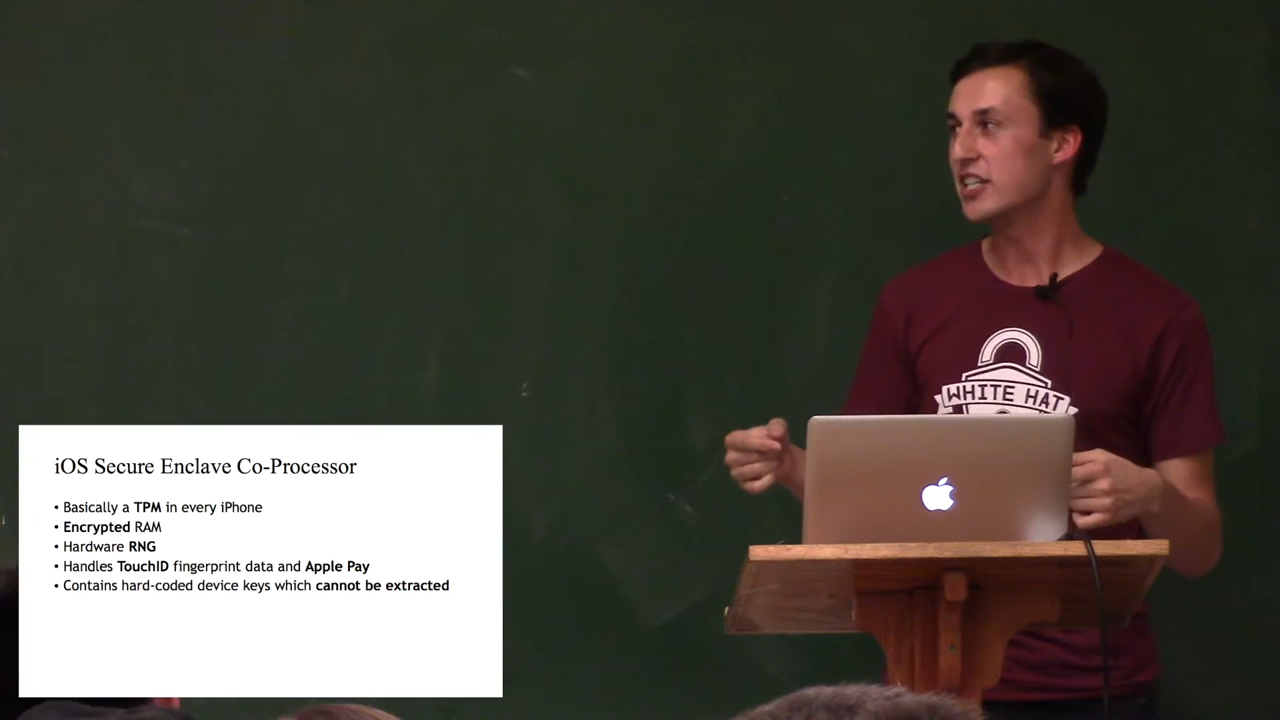 WHITE HAT
iOS Secure Enclave Co-Processor
• Basically a TPM in every iPhone
• Encrypted RAM
• Hardware RNG
• Handles TouchID fingerprint data and Apple Pay
• Contains hard-coded device keys which cannot be extracted